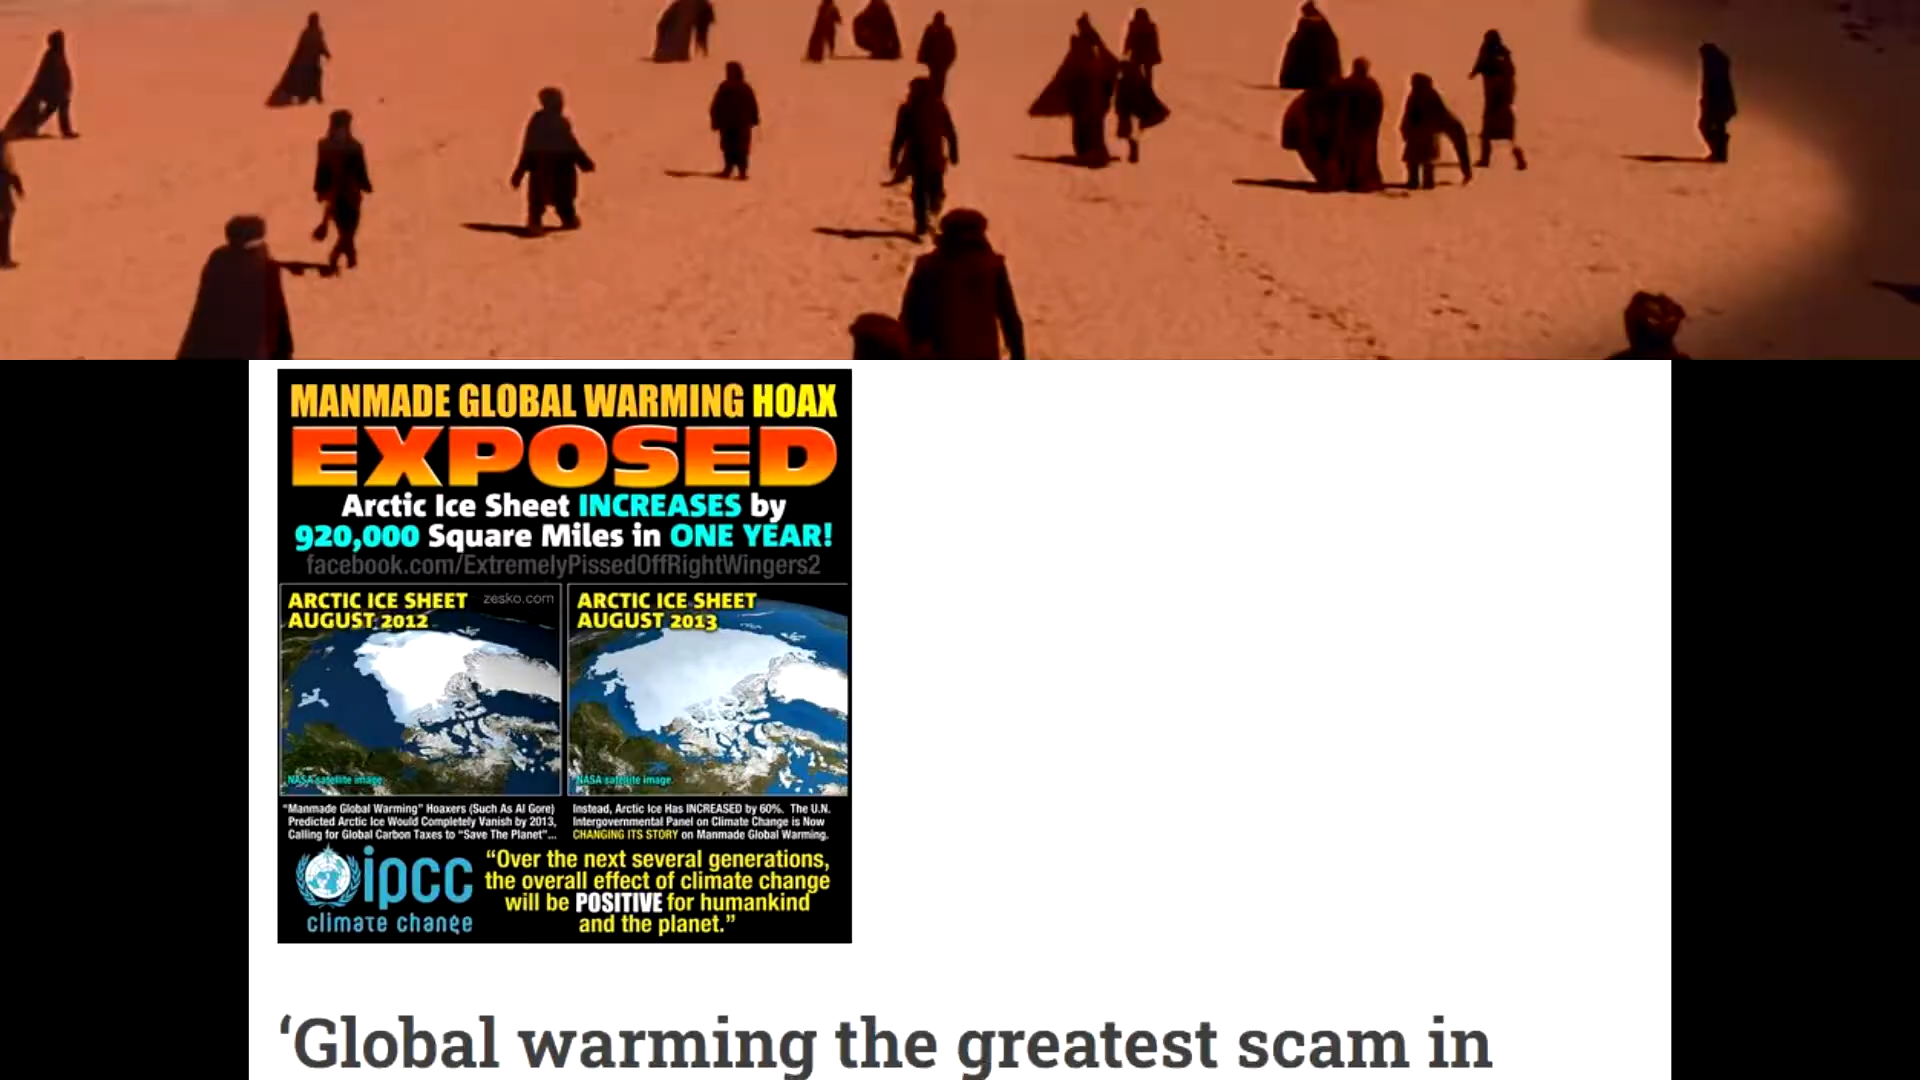 MANMADE GLOBAL WARMING HOAX
EXPOSED
Arctic Ice Sheet INCREASES by
920,000 Square Miles in ONE YEAR!
facebook.com/ExtremelyPissedOffRightWingers2
ARCTIC ICE SHEET
AUGUST 2012
zesko.com
NASA satellite image
ARCTIC ICE SHEET
AUGUST 2013
NASA satellite image
"Manmade Global Warming" Hoaxers (Such As Al Gore)
Predicted Arctic Ice Would Completely Vanish by 2013,
Calling for Global Carbon Taxes to "Save The Planet"...
Instead, Arctic Ice Has INCREASED by 60%. The U.N.
Intergovernmental Panel on Climate Change is Now
CHANGING ITS STORY on Manmade Global Warming.
ipcc
climate change
"Over the next several generations,
the overall effect of climate change
will be POSITIVE for humankind
and the planet."
‘Global warming the greatest scam in